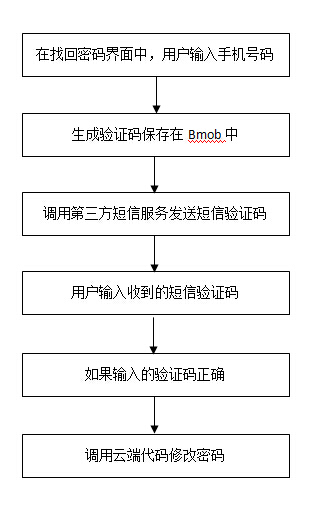 在找回密码界面中，用户输入手机号码
生成验证码保存在 Bmob 中
调用第三方短信服务发送短信验证码
用户输入收到的短信验证码
如果输入的验证码正确
调用云端代码修改密码